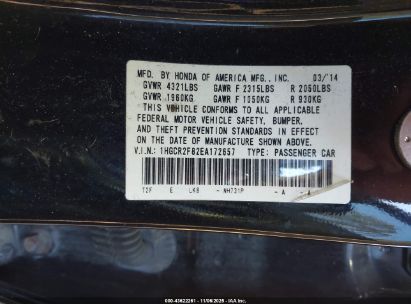 MFD. BY HONDA OF AMERICA MFG., INC. 03/'14
GVWR 4321LBS GAWR F 2315LBS R 2050LBS
GVWR 1960KG GAWR F 1050KG R 930KG
THIS VEHICLE CONFORMS TO ALL APPLICABLE
FEDERAL MOTOR VEHICLE SAFETY, BUMPER,
AND THEFT PREVENTION STANDARDS IN EFFECT
ON THE DATE OF MANUFACTURE SHOWN ABOVE.
V.I.N.: 1HGCR2F82EA172657 TYPE: PASSENGER CAR
T2F E LKB - NH731P - A - A
000-43622261 - 11/06/2025 - IAA Inc.